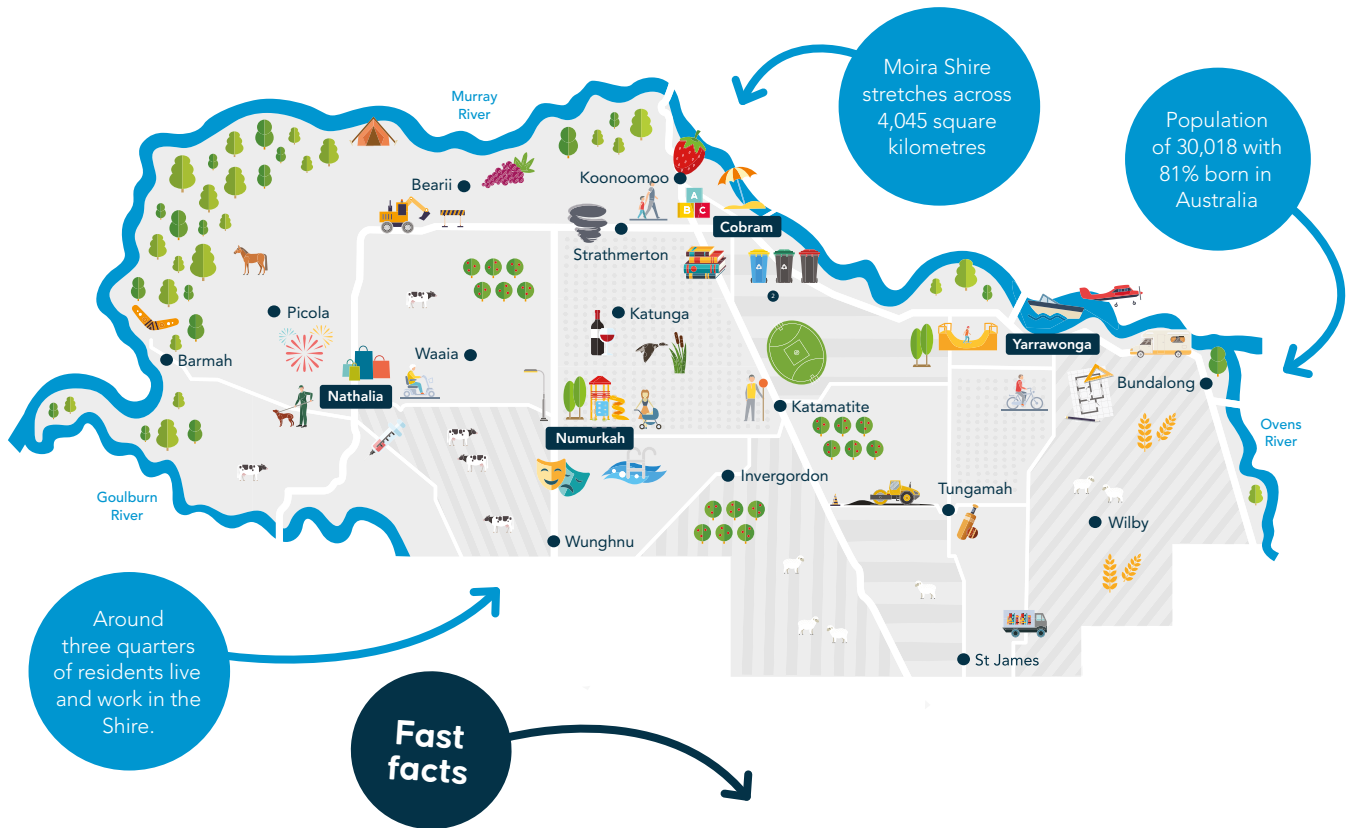 Moira Shire
stretches across
4,045 square
kilometres
Population
of 30,018 with
81% born in
Australia
Murray
River
Bearii
Koonoomoo
A
B C
Cobram
Strathmerton
2
Picola
Katunga
Barmah
Waaia
Yarrawonga
Nathalia
Bundalong
Katamatite
Numurkah
Ovens
River
Invergordon
Goulburn
River
Tungamah
Wilby
Wunghnu
St James
Around
three quarters
of residents live
and work in the
Shire.
Fast
facts